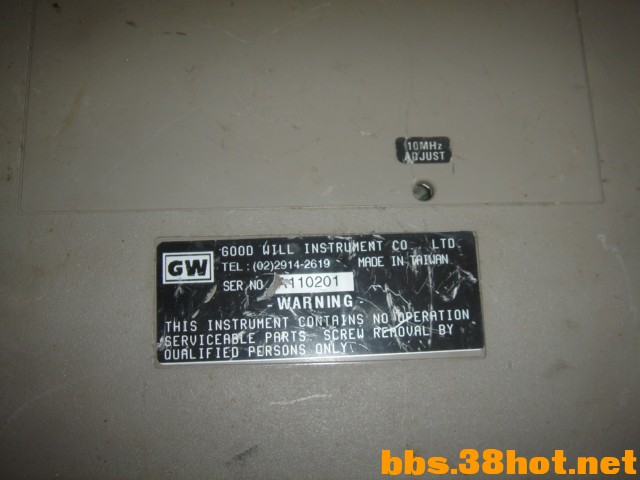 10MHz
ADJUST
GW
GOOD WILL INSTRUMENT CO. LTD.
TEL: (02)2914-2619 MADE IN TAIWAN
SER NO A110201
- WARNING -
THIS INSTRUMENT CONTAINS NO OPERATION
SERVICEABLE PARTS. SCREW REMOVAL BY
QUALIFIED PERSONS ONLY.
bbs.38hot.net